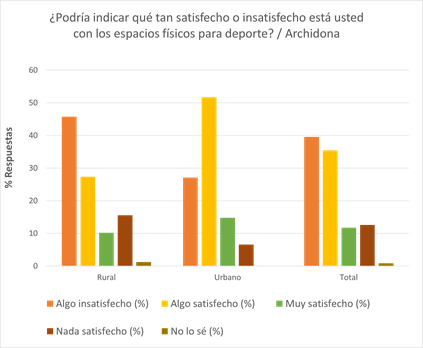 ¿Podría indicar qué tan satisfecho o insatisfecho está usted
con los espacios físicos para deporte? / Archidona
60
50
40
30
20
10
0
% Respuestas
Rural Urbano Total
Algo insatisfecho (%) Algo satisfecho (%) Muy satisfecho (%)
Nada satisfecho (%) No lo sé (%)